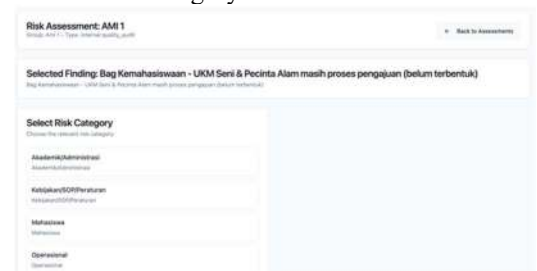 Risk Assessment: AMI 1
Group: AMI 1 - Type: internal quality_audit
← Back to Assessments
Selected Finding: Bag Kemahasiswaan - UKM Seni & Pecinta Alam masih proses pengajuan (belum terbentuk)
Bag Kemahasiswaan - UKM Seni & Pecinta Alam masih proses pengajuan (belum terbentuk)
Select Risk Category
Choose the relevant risk category
Akademik/Administrasi
Akademik/Administrasi
Kebijakan/SOP/Peraturan
Kebijakan/SOP/Peraturan
Mahasiswa
Mahasiswa
Operasional
Operasional